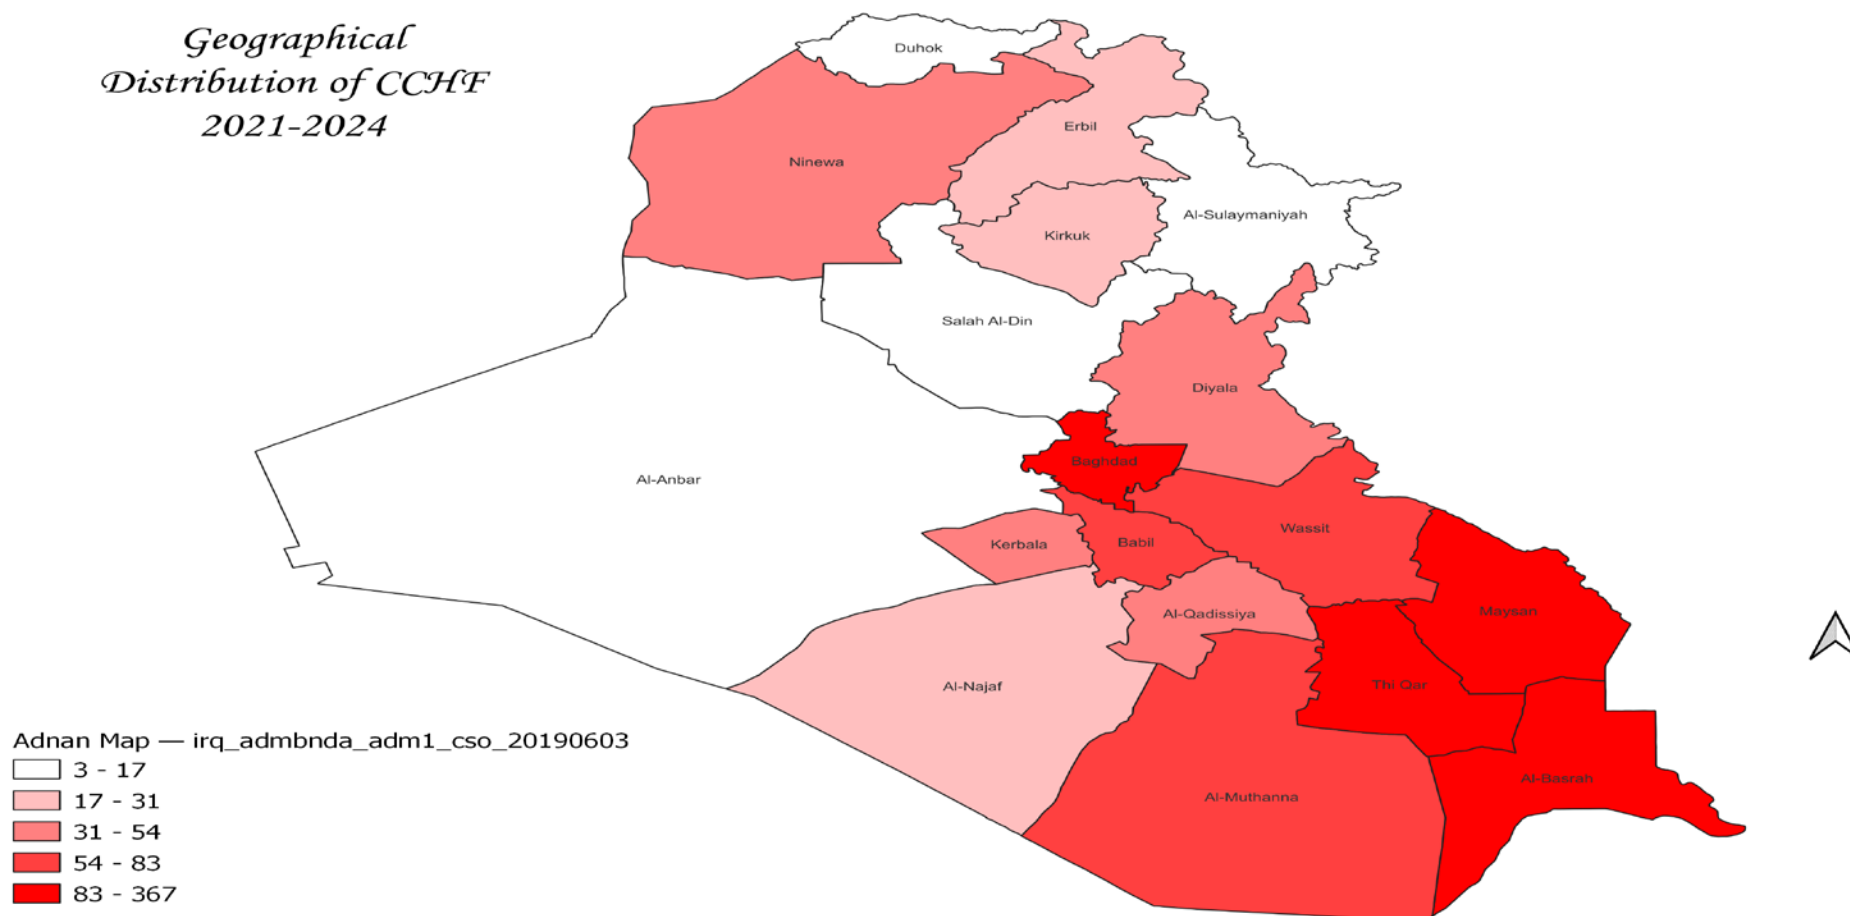 Geographical
Distribution of CCHF
2021-2024
Duhok
Erbil
Ninewa
Al-Sulaymaniyah
Kirkuk
Salah Al-Din
Diyala
Baghdad
Al-Anbar
Wassit
Kerbala
Babil
Maysan
Al-Qadissiya
Thi Qar
Al-Najaf
Al-Basrah
Al-Muthanna
Adnan Map — irq_admbnda_adm1_cso_20190603
3 - 17
17 - 31
31 - 54
54 - 83
83 - 367